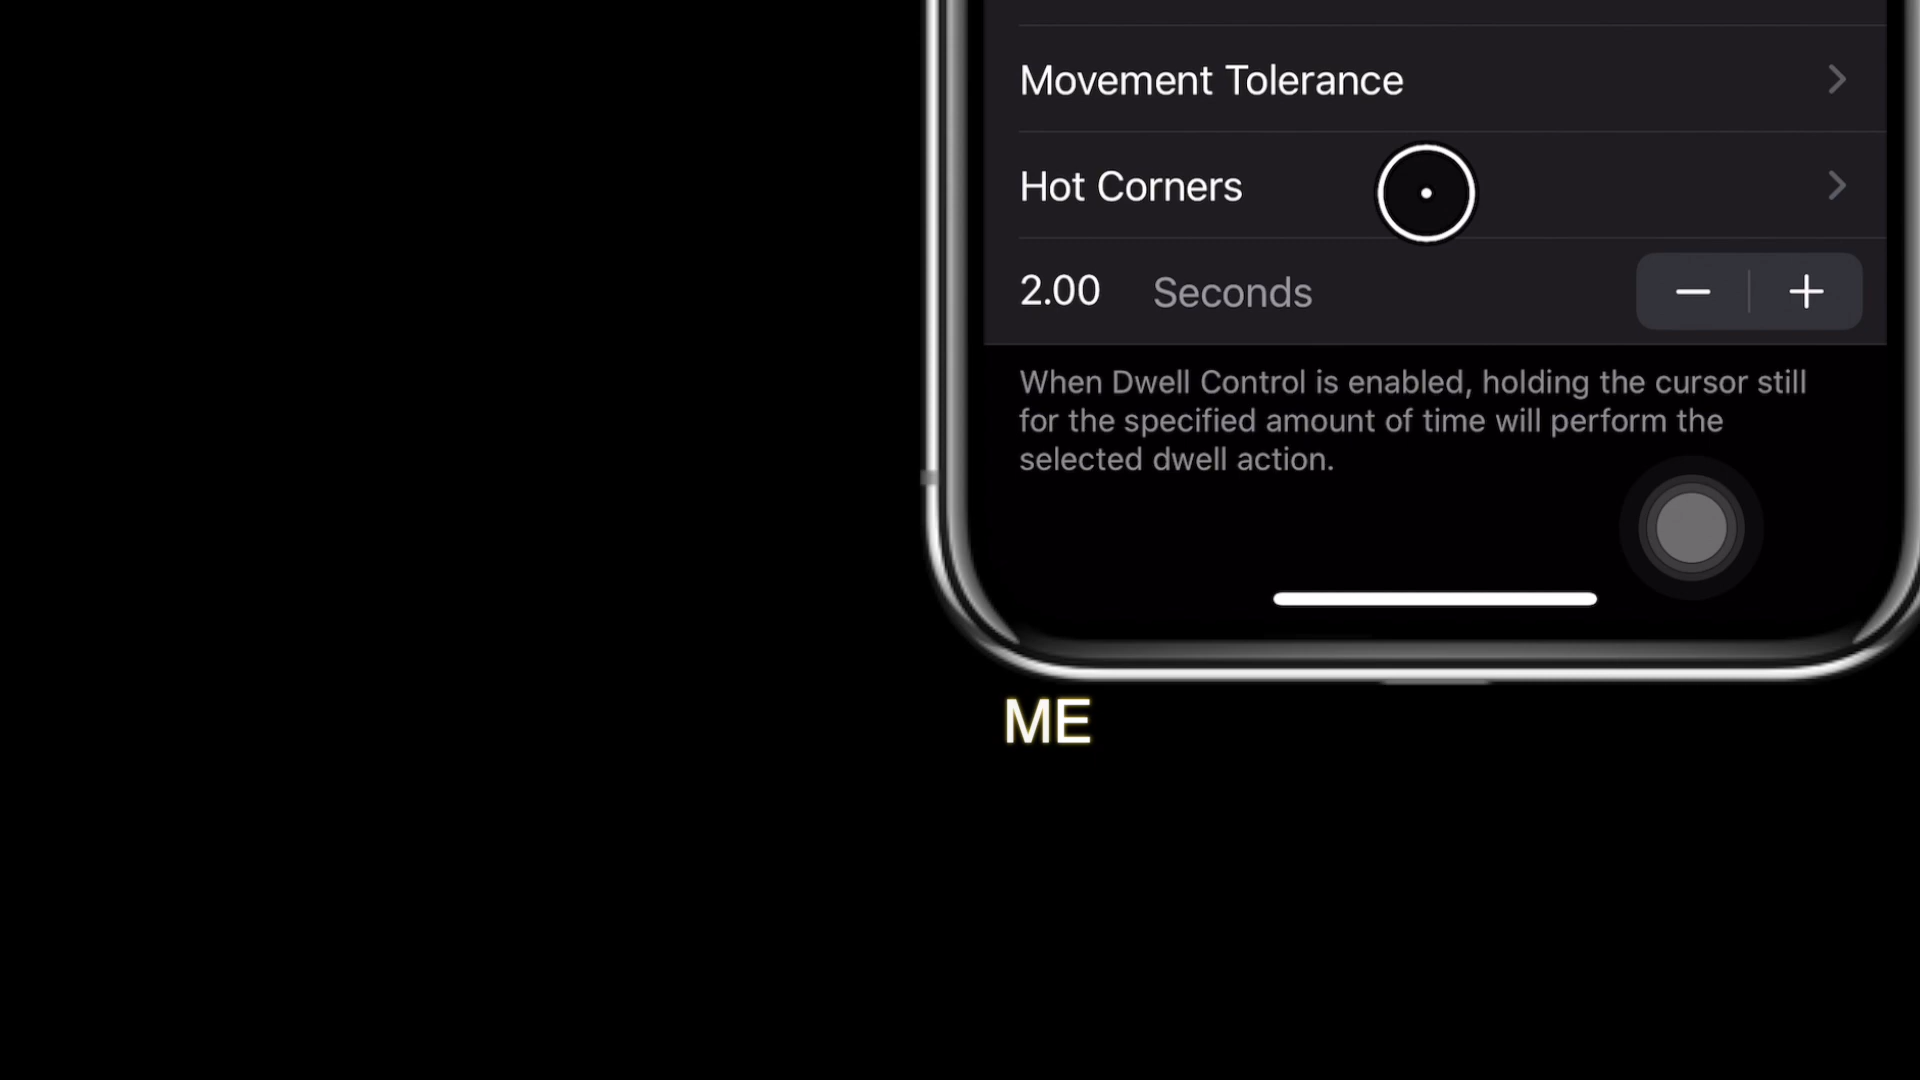 Movement Tolerance
Hot Corners
2.00 Seconds
When Dwell Control is enabled, holding the cursor still
for the specified amount of time will perform the
selected dwell action.
ME